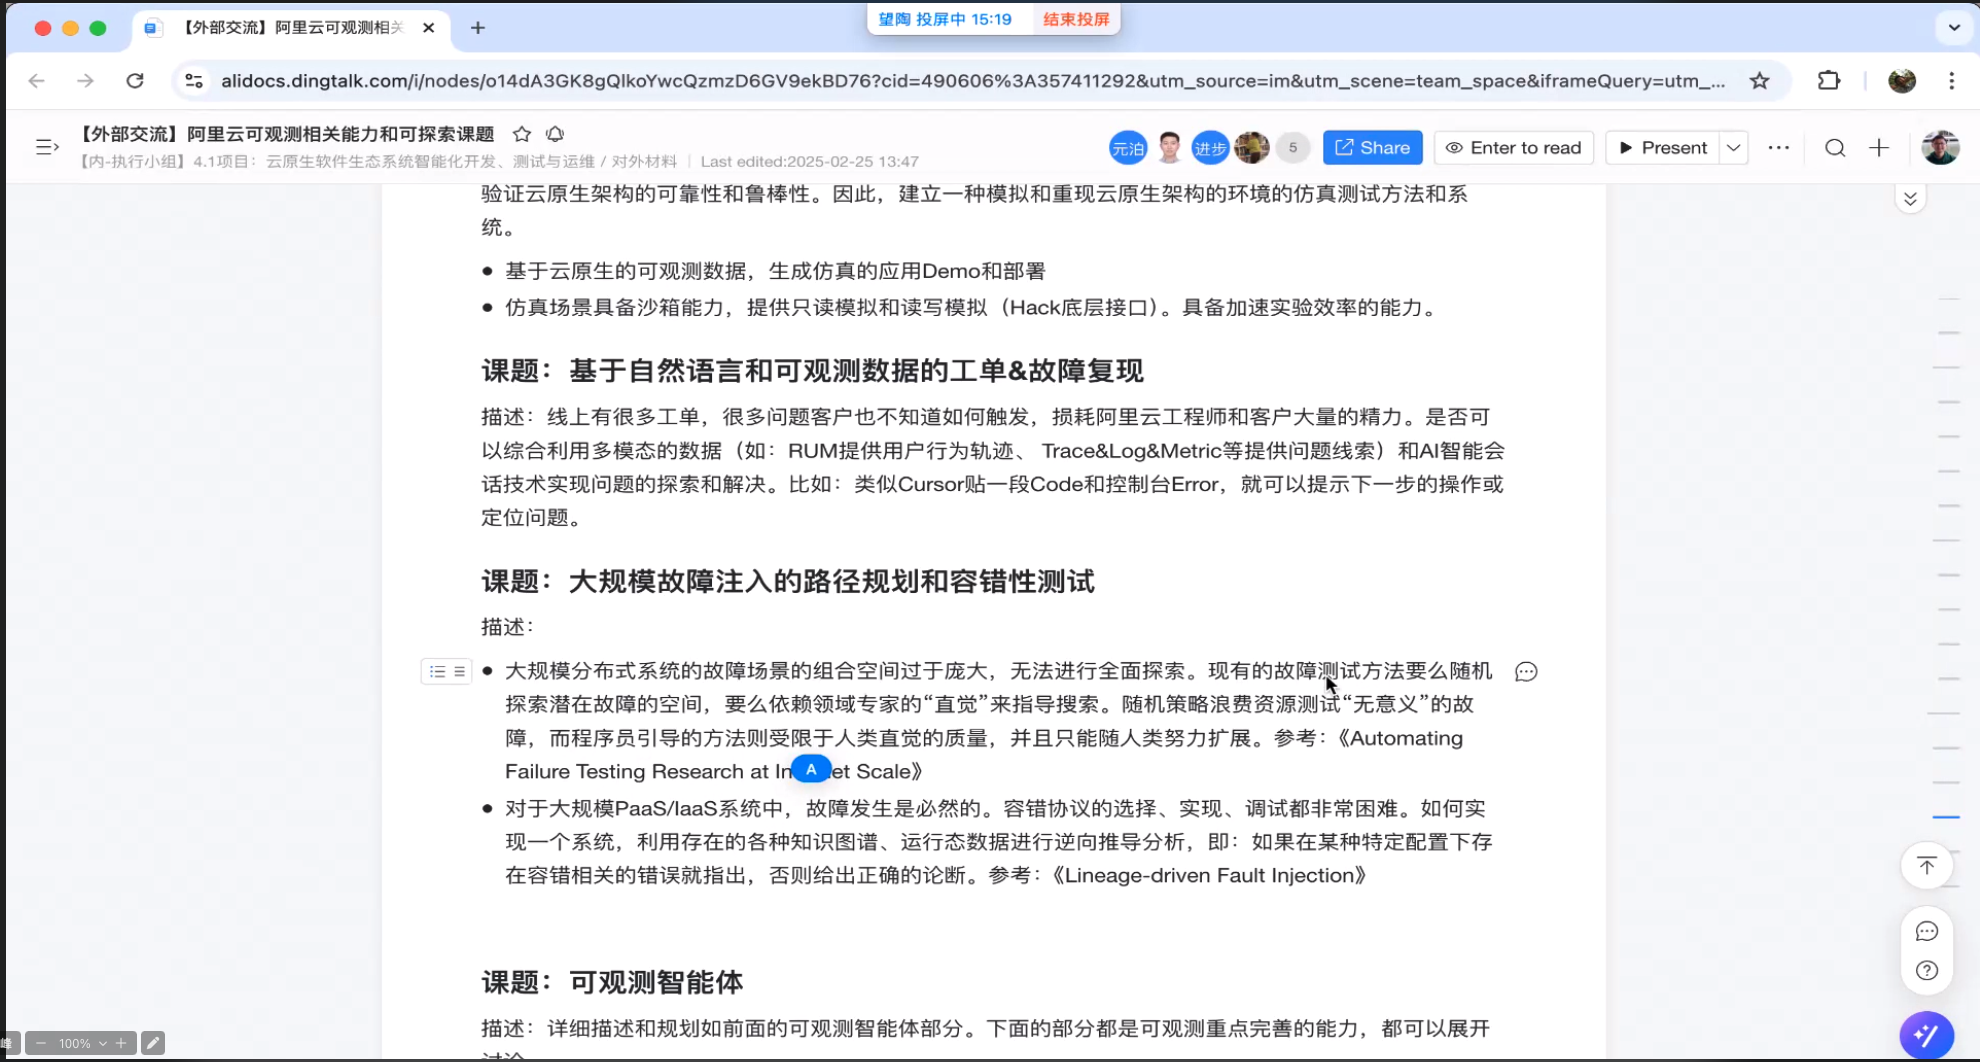 【外部交流】阿里云可观测相关
望陶 投屏中 15:19 结束投屏
alidocs.dingtalk.com/i/nodes/o14dA3GK8gQlkoYwcQzmzD6GV9ekBD76?cid=490606%3A357411292&utm_source=im&utm_scene=team_space&iframeQuery=utm_...
【外部交流】阿里云可观测相关能力和可探索课题
【内-执行小组】4.1项目：云原生软件生态系统智能化开发、测试与运维 / 对外材料 | Last edited:2025-02-25 13:47
元泊 进步 5 Share Enter to read Present
验证云原生架构的可靠性和鲁棒性。因此，建立一种模拟和重现云原生架构的环境的仿真测试方法和系
统。
● 基于云原生的可观测数据，生成仿真的应用Demo和部署
● 仿真场景具备沙箱能力，提供只读模拟和读写模拟（Hack底层接口）。具备加速实验效率的能力。
课题：基于自然语言和可观测数据的工单&故障复现
描述：线上有很多工单，很多问题客户也不知道如何触发，损耗阿里云工程师和客户大量的精力。是否可
以综合利用多模态的数据（如：RUM提供用户行为轨迹、 Trace&Log&Metric等提供问题线索）和AI智能会
话技术实现问题的探索和解决。比如：类似Cursor贴一段Code和控制台Error，就可以提示下一步的操作或
定位问题。
课题：大规模故障注入的路径规划和容错性测试
描述：
● 大规模分布式系统的故障场景的组合空间过于庞大，无法进行全面探索。现有的故障测试方法要么随机
探索潜在故障的空间，要么依赖领域专家的“直觉”来指导搜索。随机策略浪费资源测试“无意义”的故
障，而程序员引导的方法则受限于人类直觉的质量，并且只能随人类努力扩展。参考：《Automating
Failure Testing Research at In et Scale》
A
● 对于大规模PaaS/IaaS系统中，故障发生是必然的。容错协议的选择、实现、调试都非常困难。如何实
现一个系统，利用存在的各种知识图谱、运行态数据进行逆向推导分析，即：如果在某种特定配置下存
在容错相关的错误就指出，否则给出正确的论断。参考：《Lineage-driven Fault Injection》
课题：可观测智能体
描述：详细描述和规划如前面的可观测智能体部分。下面的部分都是可观测重点完善的能力，都可以展开
100%